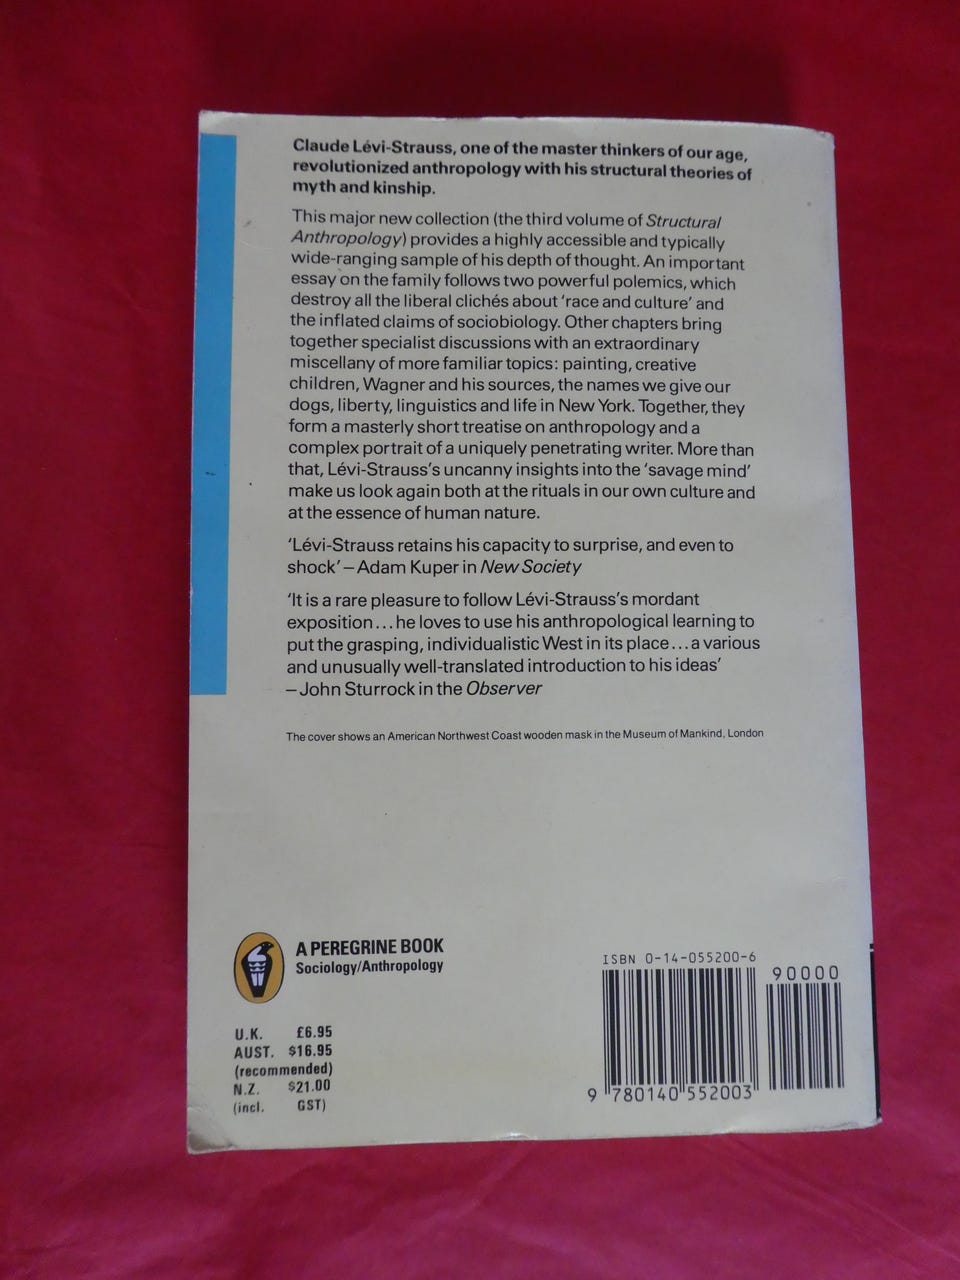 Claude Lévi-Strauss, one of the master thinkers of our age,
revolutionized anthropology with his structural theories of
myth and kinship.
This major new collection (the third volume of Structural
Anthropology) provides a highly accessible and typically
wide-ranging sample of his depth of thought. An important
essay on the family follows two powerful polemics, which
destroy all the liberal clichés about 'race and culture' and
the inflated claims of sociobiology. Other chapters bring
together specialist discussions with an extraordinary
miscellany of more familiar topics: painting, creative
children, Wagner and his sources, the names we give our
dogs, liberty, linguistics and life in New York. Together, they
form a masterly short treatise on anthropology and a
complex portrait of a uniquely penetrating writer. More than
that, Lévi-Strauss's uncanny insights into the 'savage mind'
make us look again both at the rituals in our own culture and
at the essence of human nature.
'Lévi-Strauss retains his capacity to surprise, and even to
shock' – Adam Kuper in New Society
'It is a rare pleasure to follow Lévi-Strauss's mordant
exposition ... he loves to use his anthropological learning to
put the grasping, individualistic West in its place ... a various
and unusually well-translated introduction to his ideas'
– John Sturrock in the Observer
The cover shows an American Northwest Coast wooden mask in the Museum of Mankind, London
A PEREGRINE BOOK
Sociology/Anthropology
U.K. £6.95
AUST. $16.95
(recommended)
N.Z. $21.00
(incl. GST)
ISBN 0-14-055200-6
90000
9 780140 552003